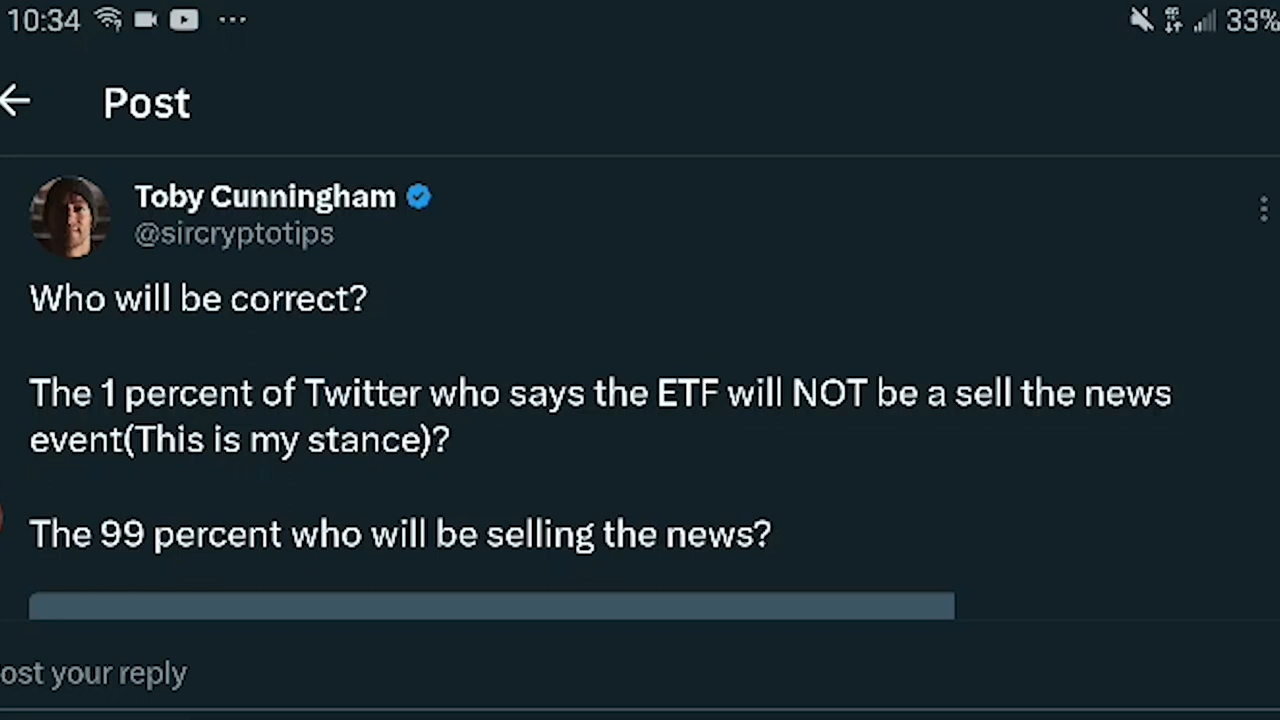 10:34
33%
Post
Toby Cunningham
@sircryptotips
Who will be correct?
The 1 percent of Twitter who says the ETF will NOT be a sell the news
event(This is my stance)?
The 99 percent who will be selling the news?
ost your reply